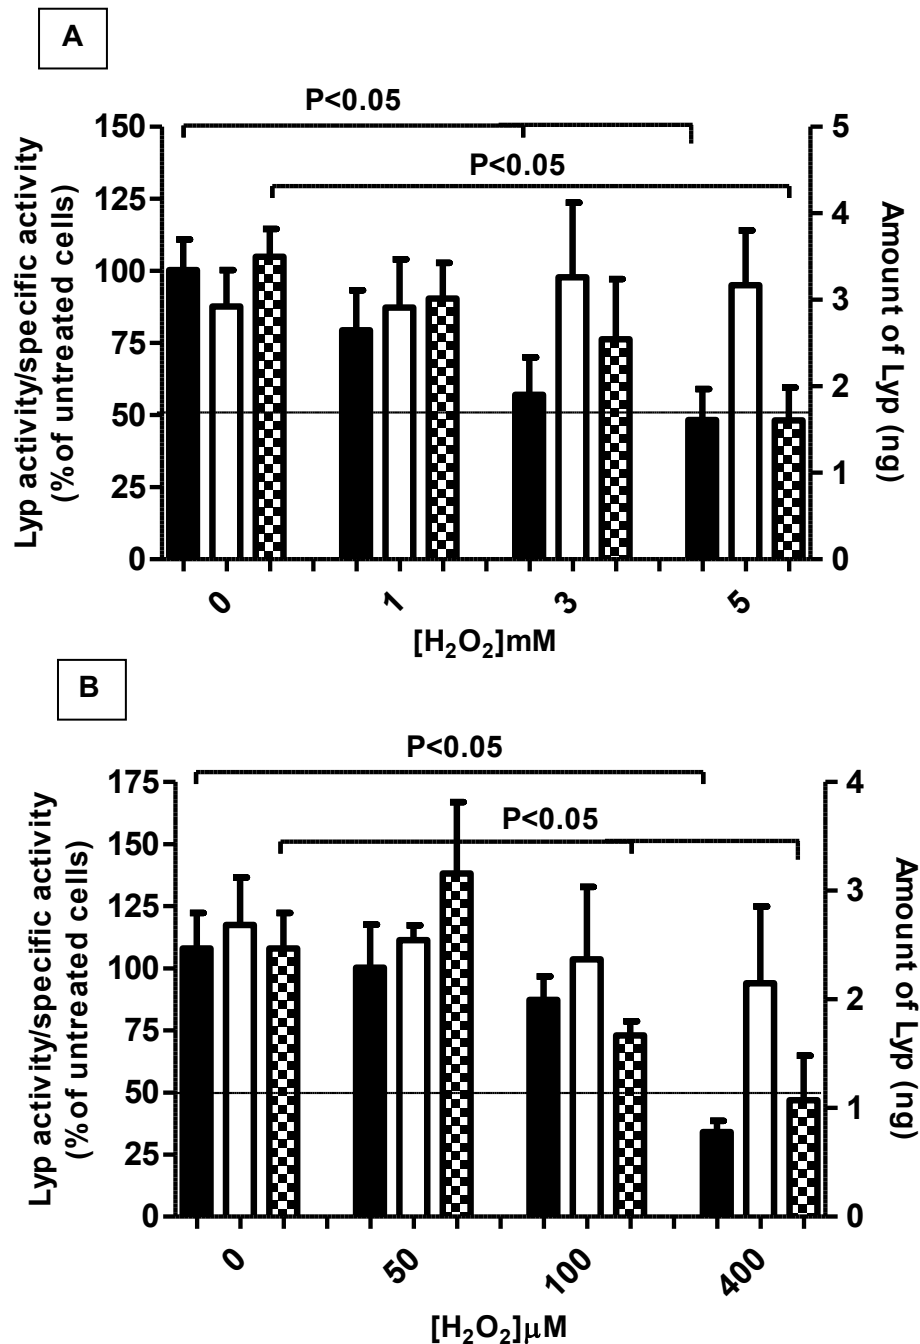 A
P<0.05
P<0.05
Lyp activity/specific activity
(% of untreated cells)
150
125
100
75
50
25
0
5
4
3
2
1
0
Amount of Lyp (ng)
0
1
3
5
[H₂O₂]mM
B
P<0.05
P<0.05
Lyp activity/specific activity
(% of untreated cells)
175
150
125
100
75
50
25
0
4
3
2
1
0
Amount of Lyp (ng)
0
50
100
400
[H₂O₂]μM